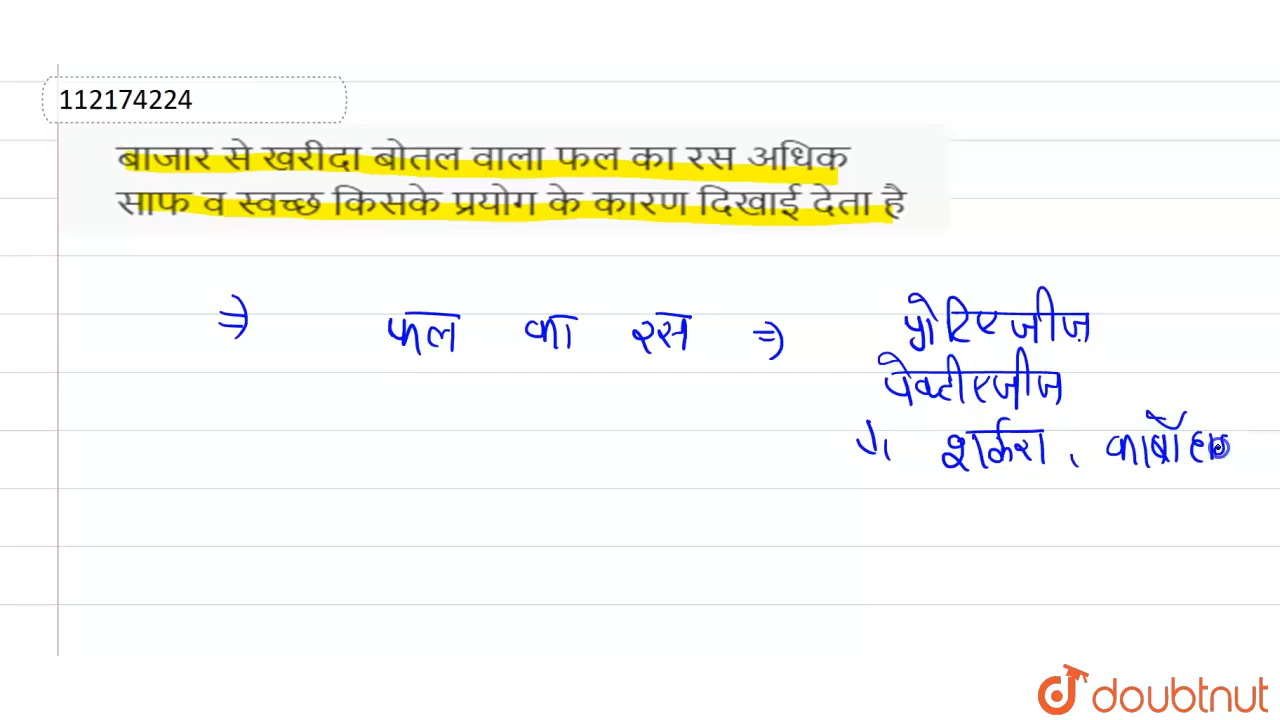 112174224
बाजार से खरीदा बोतल वाला फल का रस अधिक
साफ व स्वच्छ किसके प्रयोग के कारण दिखाई देता है
⇒ फल का रस ⇒ प्रोटिएजीज़
पेक्टीएजीज
शर्करा, कार्बोहा
doubtnut